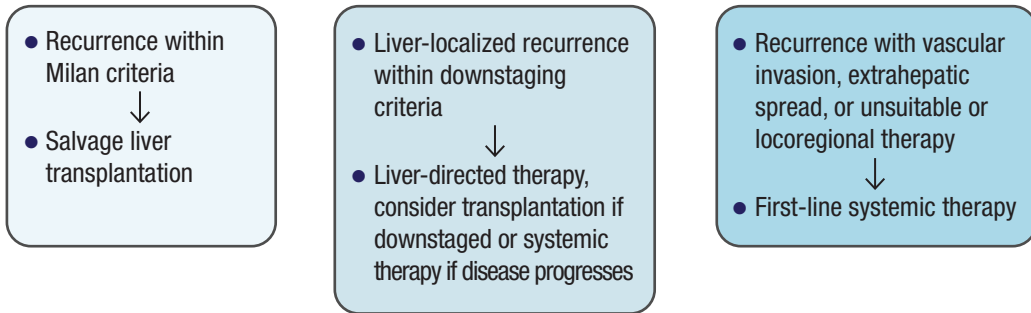 ● Recurrence within
Milan criteria
● Salvage liver
transplantation
● Liver-localized recurrence
within downstaging
criteria
● Liver-directed therapy,
consider transplantation if
downstaged or systemic
therapy if disease progresses
● Recurrence with vascular
invasion, extrahepatic
spread, or unsuitable or
locoregional therapy
● First-line systemic therapy